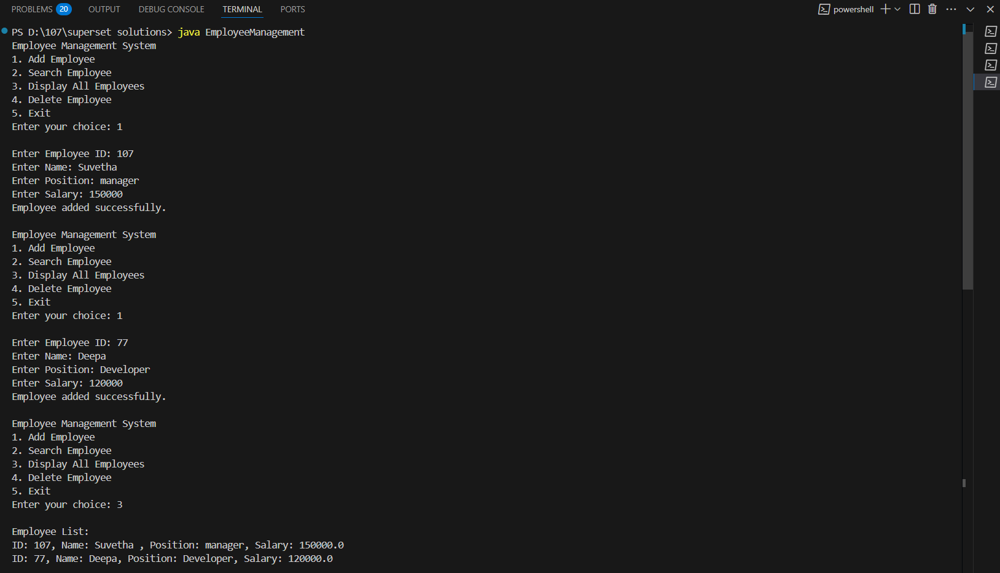 PROBLEMS 20 OUTPUT DEBUG CONSOLE TERMINAL PORTS powershell
PS D:\107\superset solutions> java EmployeeManagement
Employee Management System
1. Add Employee
2. Search Employee
3. Display All Employees
4. Delete Employee
5. Exit
Enter your choice: 1

Enter Employee ID: 107
Enter Name: Suvetha
Enter Position: manager
Enter Salary: 150000
Employee added successfully.

Employee Management System
1. Add Employee
2. Search Employee
3. Display All Employees
4. Delete Employee
5. Exit
Enter your choice: 1

Enter Employee ID: 77
Enter Name: Deepa
Enter Position: Developer
Enter Salary: 120000
Employee added successfully.

Employee Management System
1. Add Employee
2. Search Employee
3. Display All Employees
4. Delete Employee
5. Exit
Enter your choice: 3

Employee List:
ID: 107, Name: Suvetha , Position: manager, Salary: 150000.0
ID: 77, Name: Deepa, Position: Developer, Salary: 120000.0